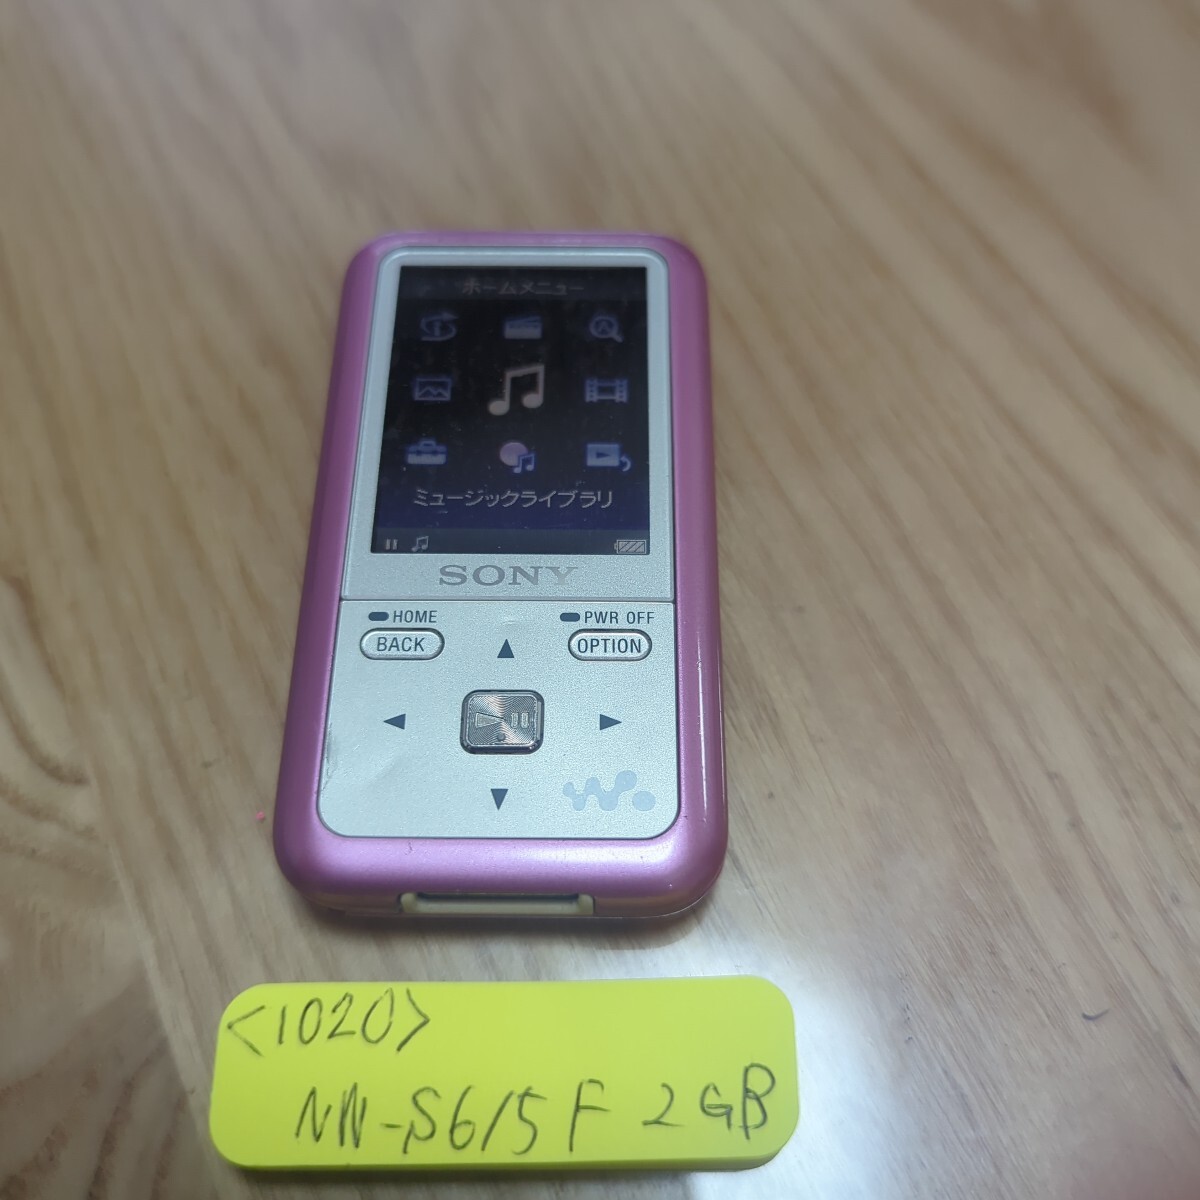 ホームメニュー
ミュージックライブラリ
SONY
HOME
PWR OFF
BACK
OPTION
<1020>
NW-S615F 2GB